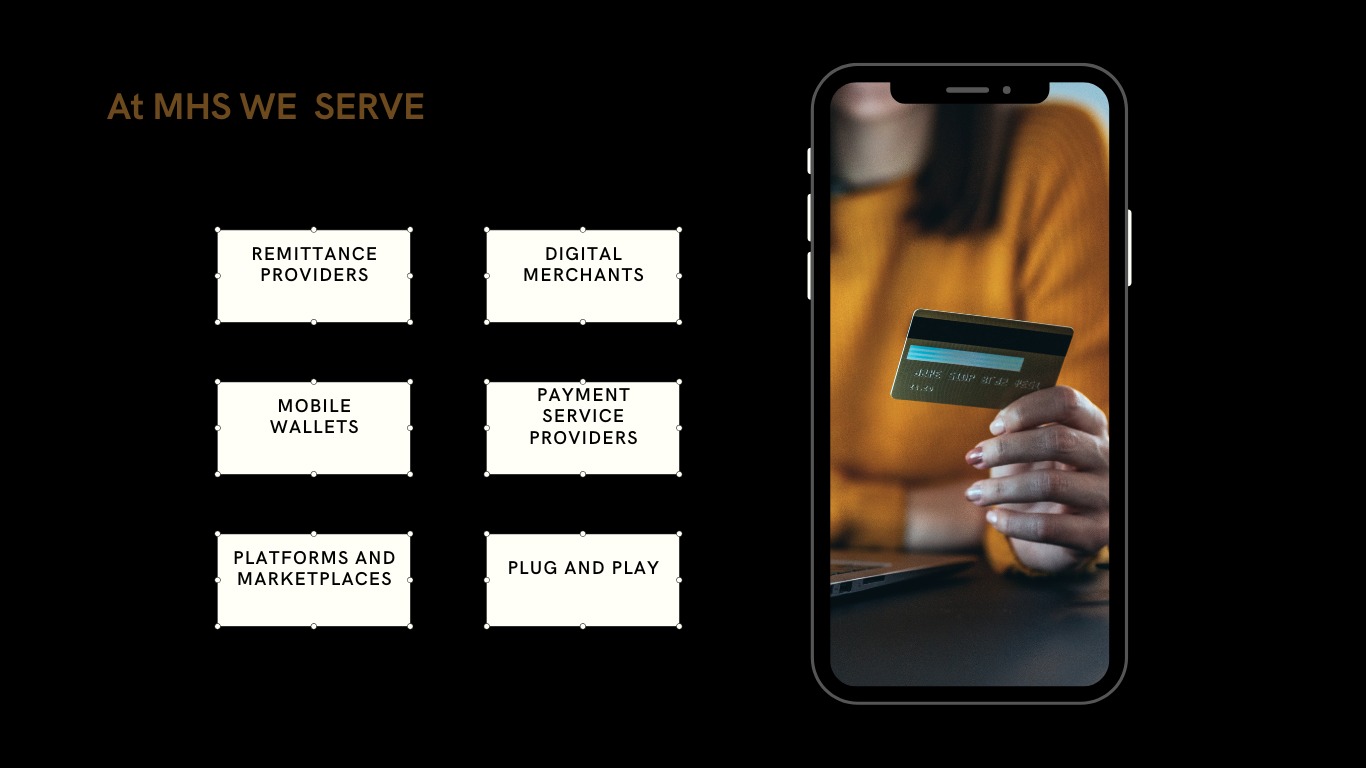 At MHS WE  SERVE
REMITTANCE
PROVIDERS
DIGITAL
MERCHANTS
MOBILE
WALLETS
PAYMENT
SERVICE
PROVIDERS
PLATFORMS AND
MARKETPLACES
PLUG AND PLAY